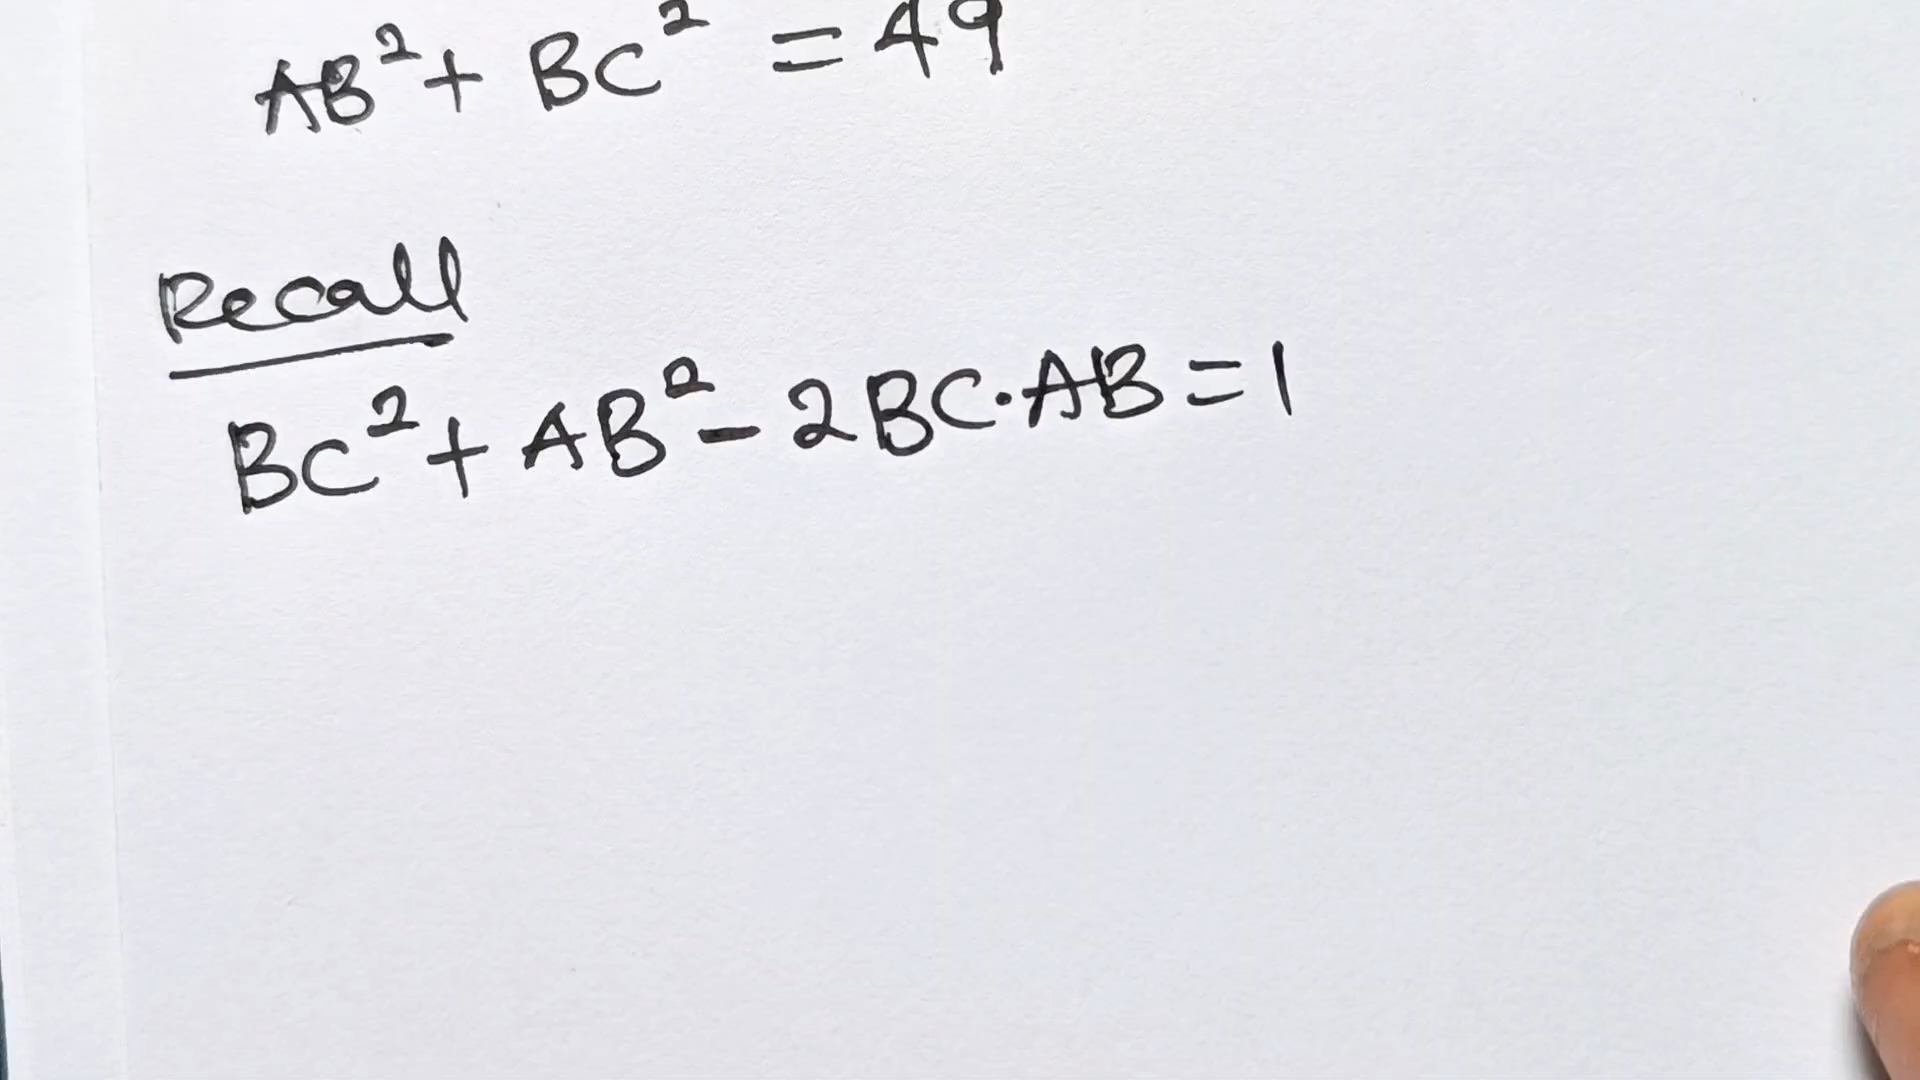 AB² + BC² = 49
Recall
BC² + AB² - 2BC·AB = 1